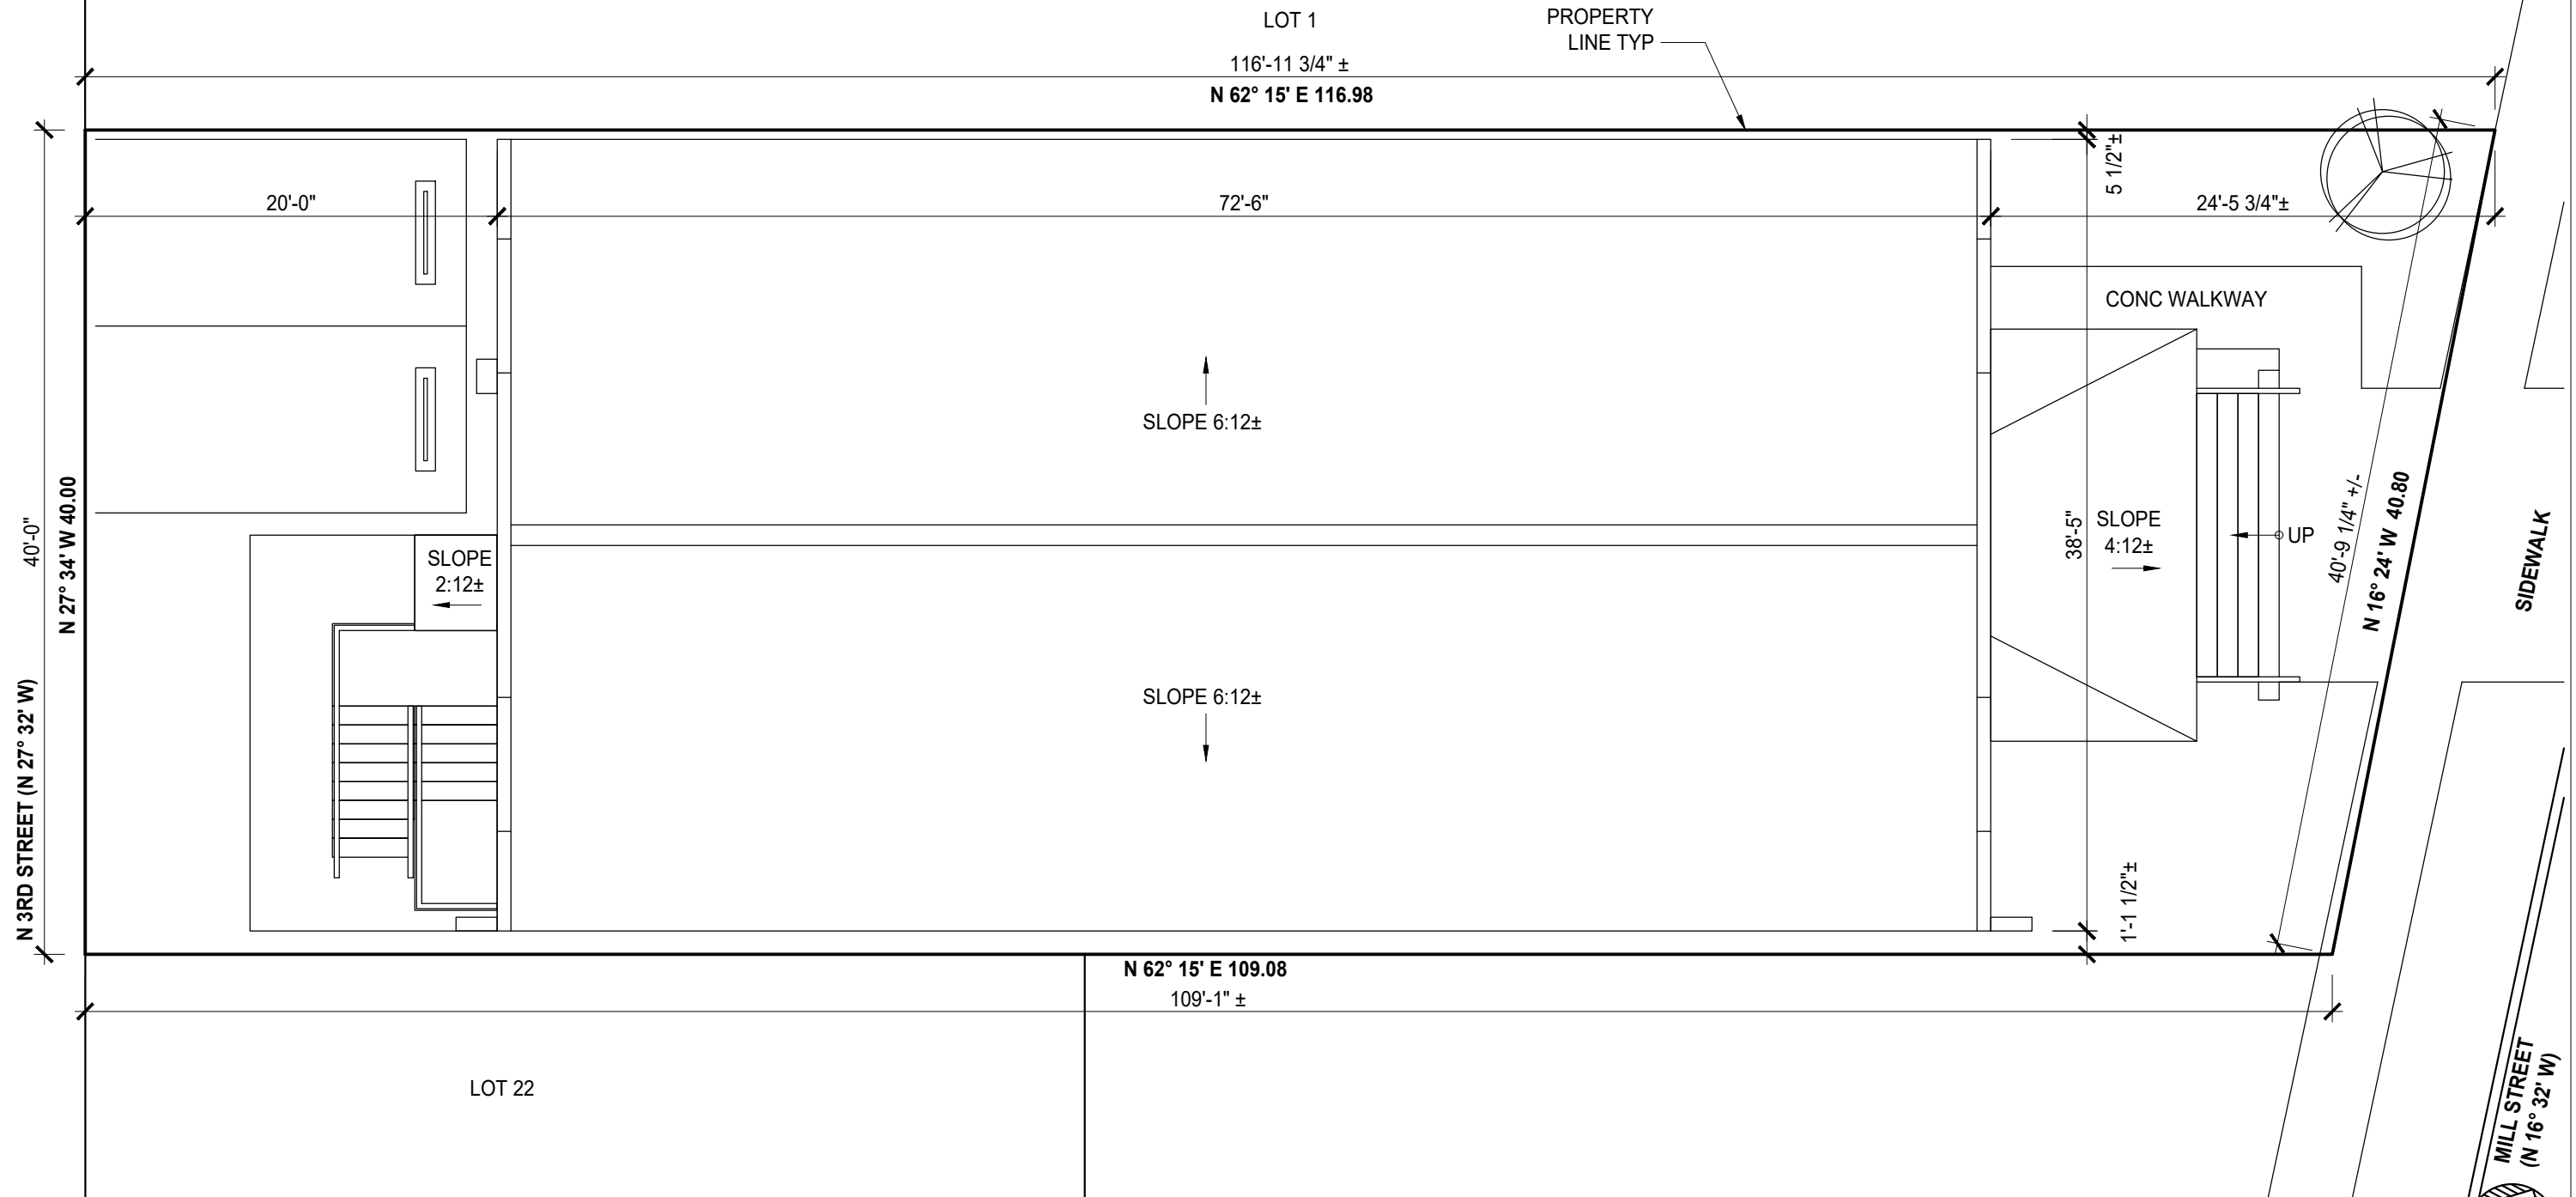 LOT 1
PROPERTY
LINE TYP
116'-11 3/4" ±
N 62° 15' E 116.98
5 1/2"±
20'-0"
72'-6"
24'-5 3/4"±
CONC WALKWAY
SLOPE 6:12±
40'-0"
N 27° 34' W 40.00
N 3RD STREET (N 27° 32' W)
SLOPE
2:12±
38'-5"
SLOPE
4:12±
UP
40'-9 1/4" +/-
N 16° 24' W 40.80
SIDEWALK
SLOPE 6:12±
1'-1 1/2"±
N 62° 15' E 109.08
109'-1" ±
LOT 22
MILL STREET
(N 16° 32' W)